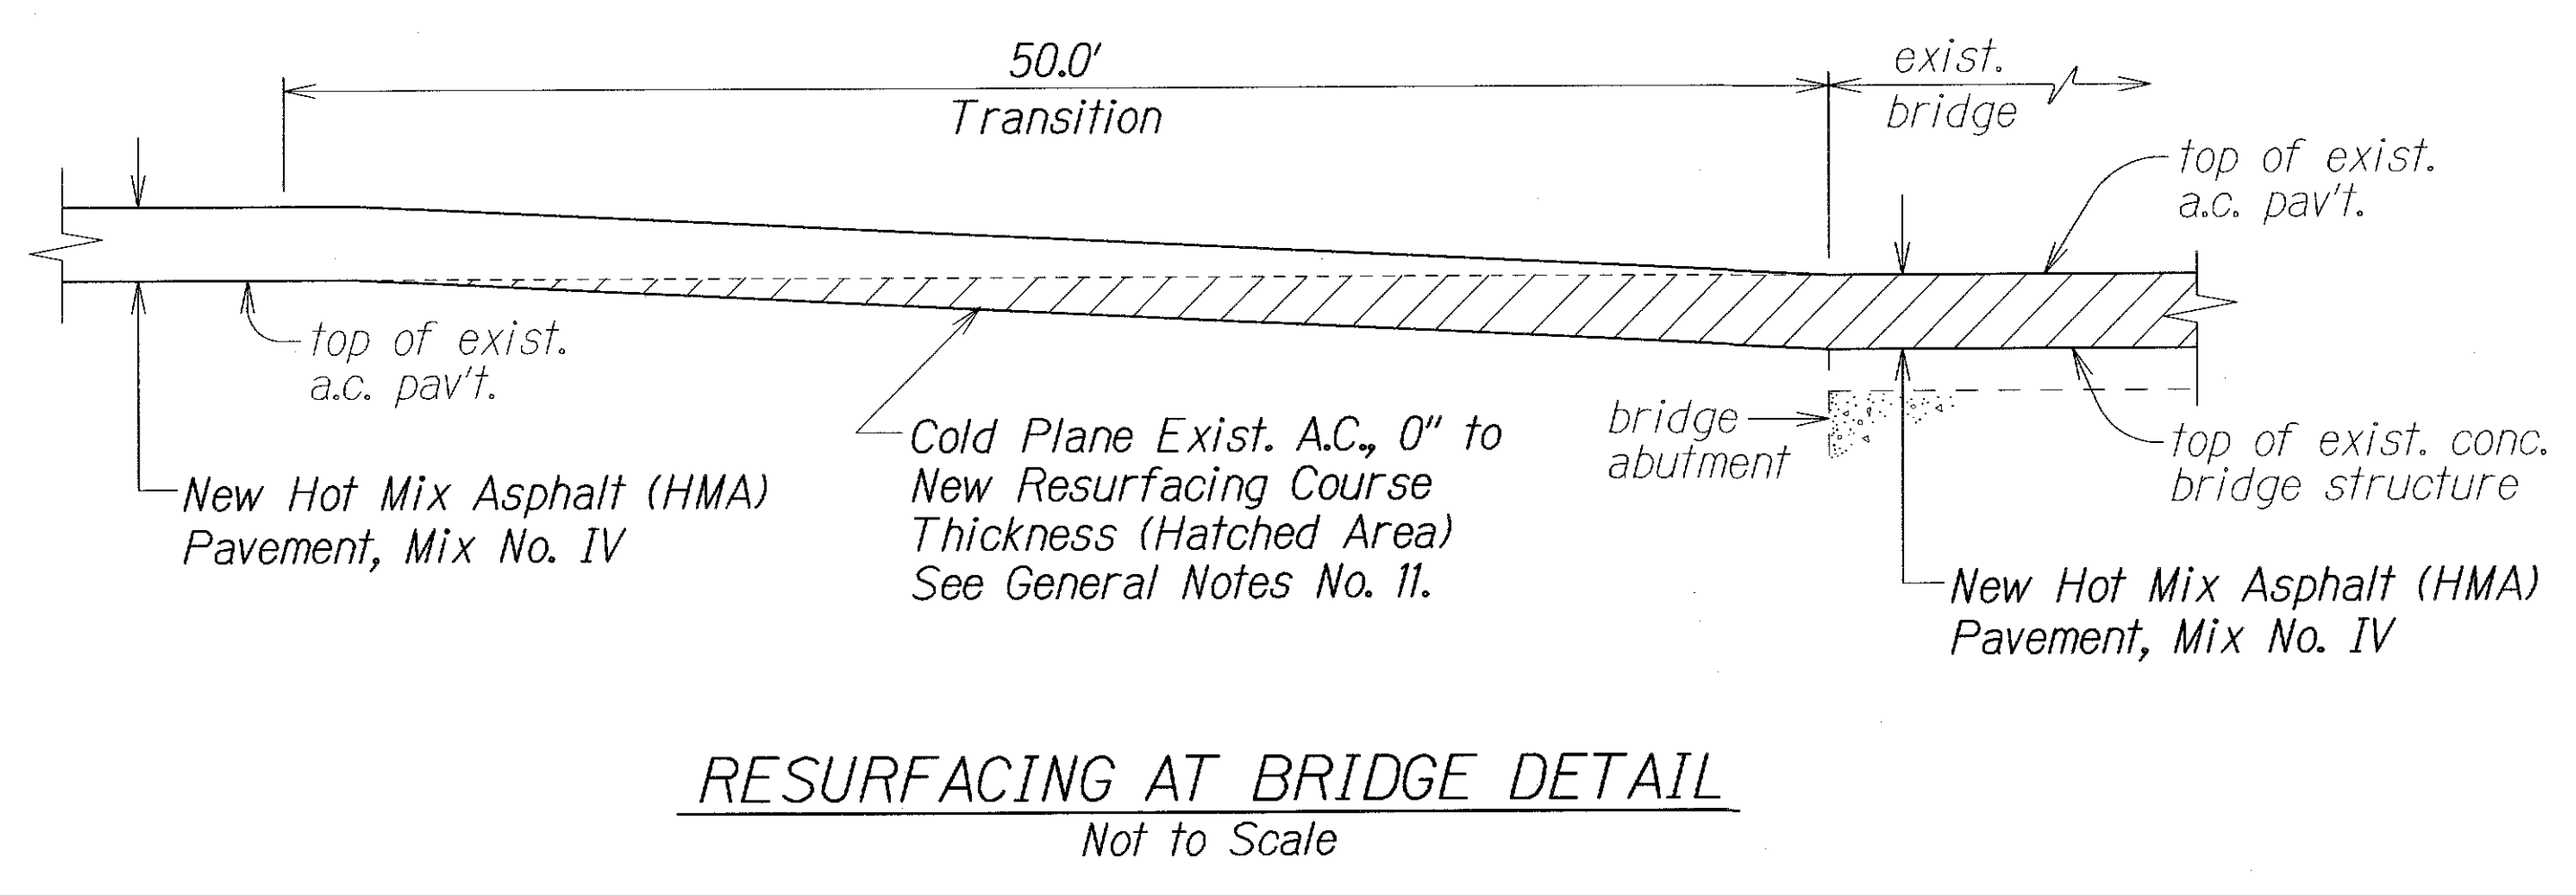 50.0'
Transition
exist.
bridge
top of exist.
a.c. pav't.
top of exist.
a.c. pav't.
New Hot Mix Asphalt (HMA)
Pavement, Mix No. IV
Cold Plane Exist. A.C., 0" to
New Resurfacing Course
Thickness (Hatched Area)
See General Notes No. 11.
bridge
abutment
top of exist. conc.
bridge structure
New Hot Mix Asphalt (HMA)
Pavement, Mix No. IV
RESURFACING AT BRIDGE DETAIL
Not to Scale